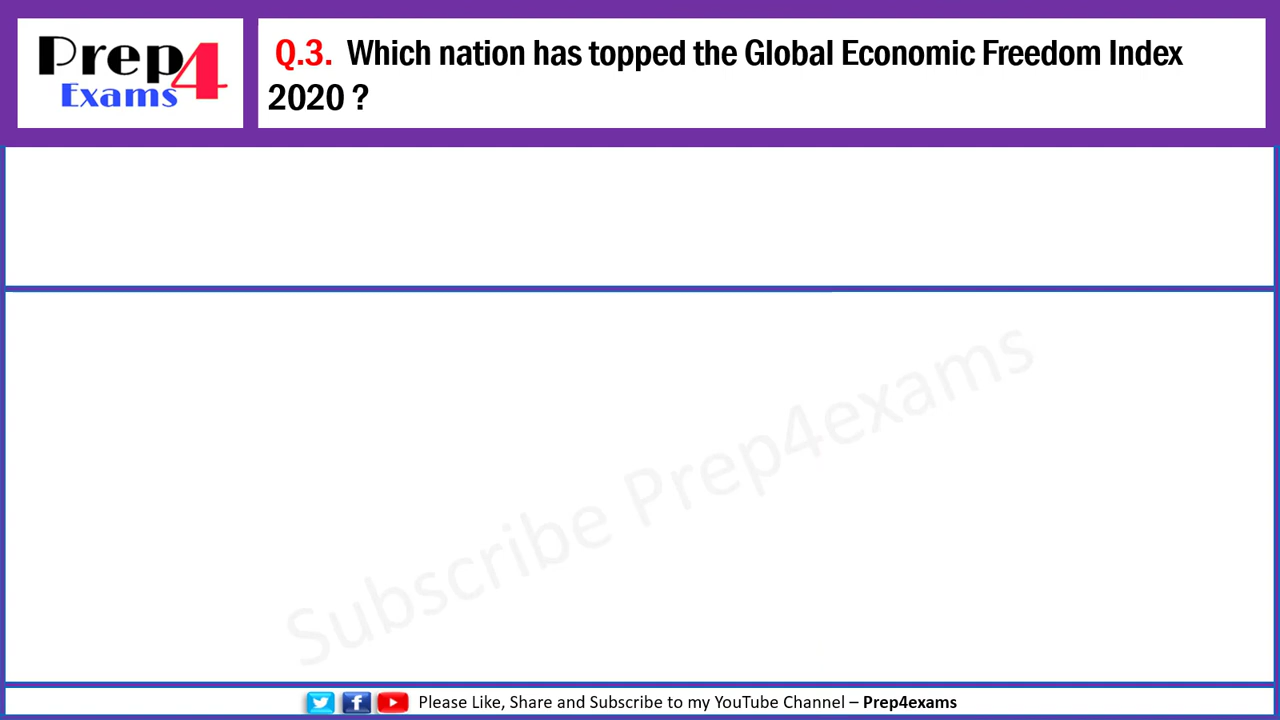 Prep4
Exams
Q.3. Which nation has topped the Global Economic Freedom Index
2020 ?
Subscribe Prep4exams
Please Like, Share and Subscribe to my YouTube Channel – Prep4exams